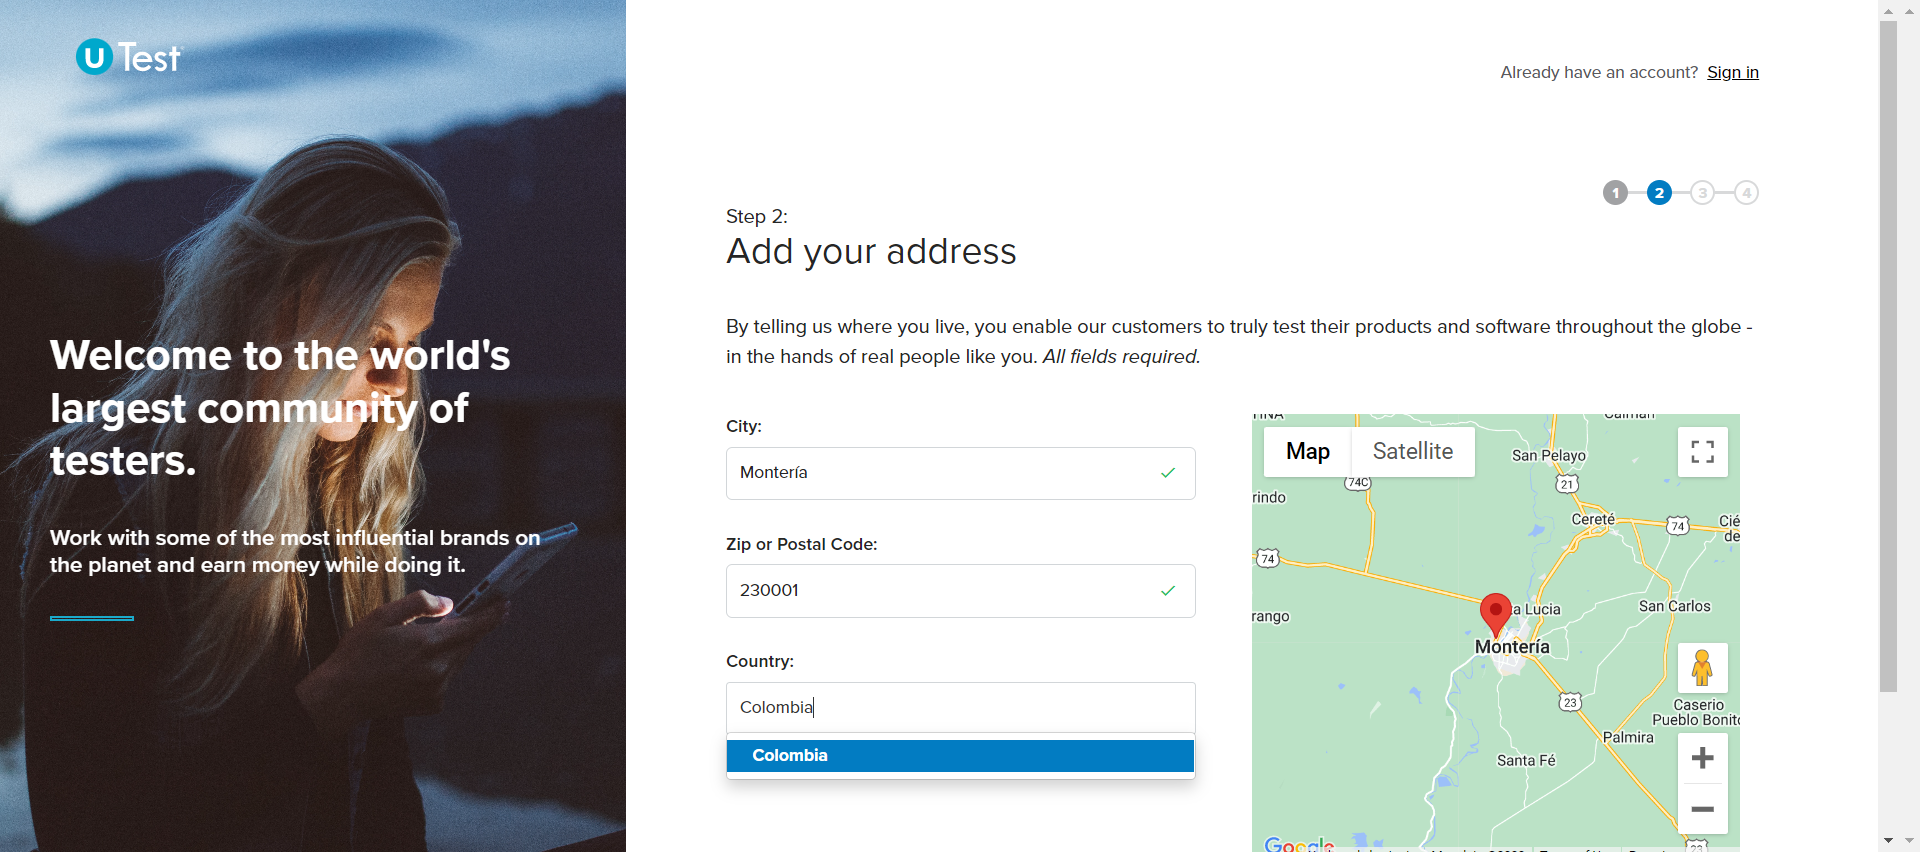 U Test
Welcome to the world's
largest community of
testers.
Work with some of the most influential brands on
the planet and earn money while doing it.
Already have an account? Sign in
1 2 3 4
Step 2:
Add your address
By telling us where you live, you enable our customers to truly test their products and software throughout the globe -
in the hands of real people like you. All fields required.
City:
Montería
Zip or Postal Code:
230001
Country:
Colombia
Colombia
Map Satellite
San Pelayo
74C
21
rindo
Cereté
74
Cié
de
74
San Carlos
ta Lucia
rango
Montería
23
Caserio
Pueblo Bonito
Palmira
Santa Fé
23
Google